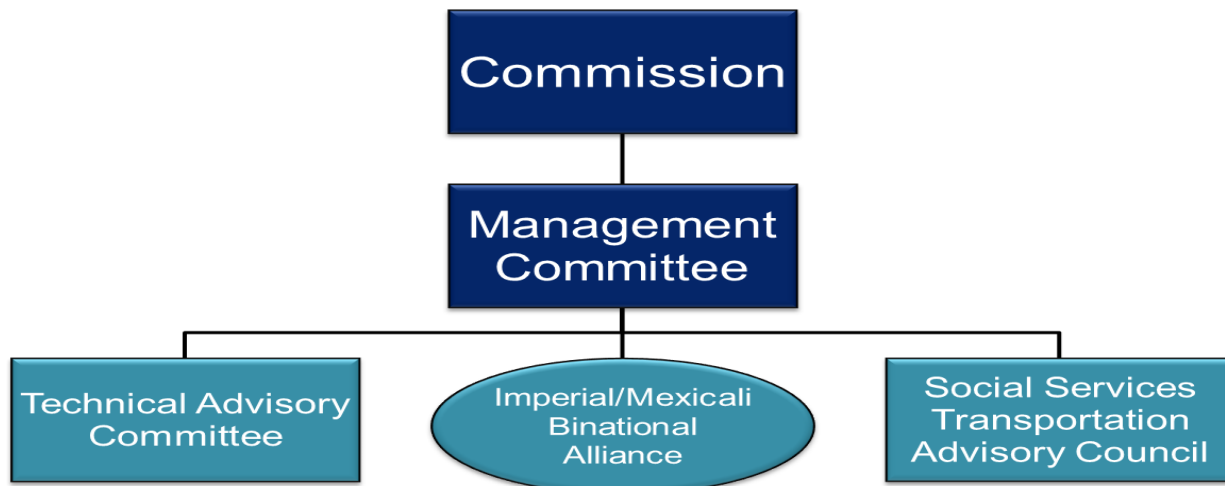 Commission
Management
Committee
Technical Advisory
Committee
Imperial/Mexicali
Binational
Alliance
Social Services
Transportation
Advisory Council